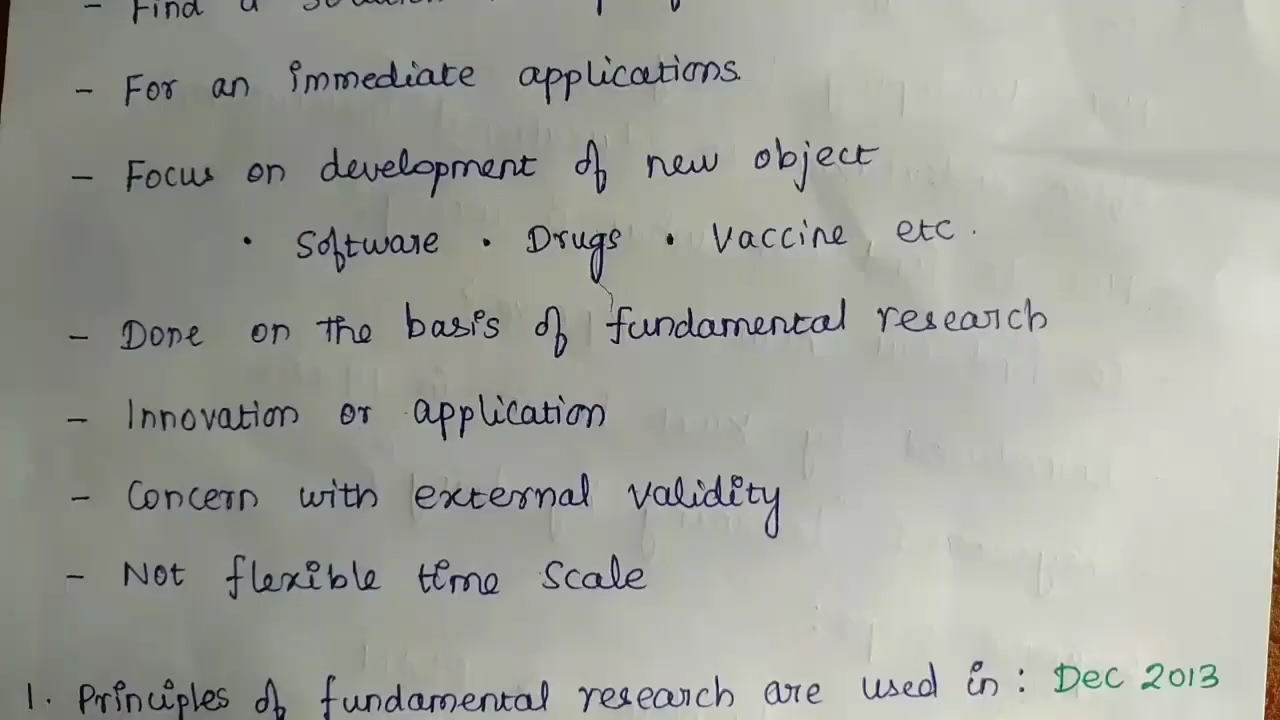 - Find a
- For an immediate applications.
- Focus on development of new object
• Software • Drugs • Vaccine, etc.
- Done on the basis of fundamental research
- Innovation or application
- Concern with external validity
- Not flexible time scale
1. Principles of fundamental research are used in : Dec 2013